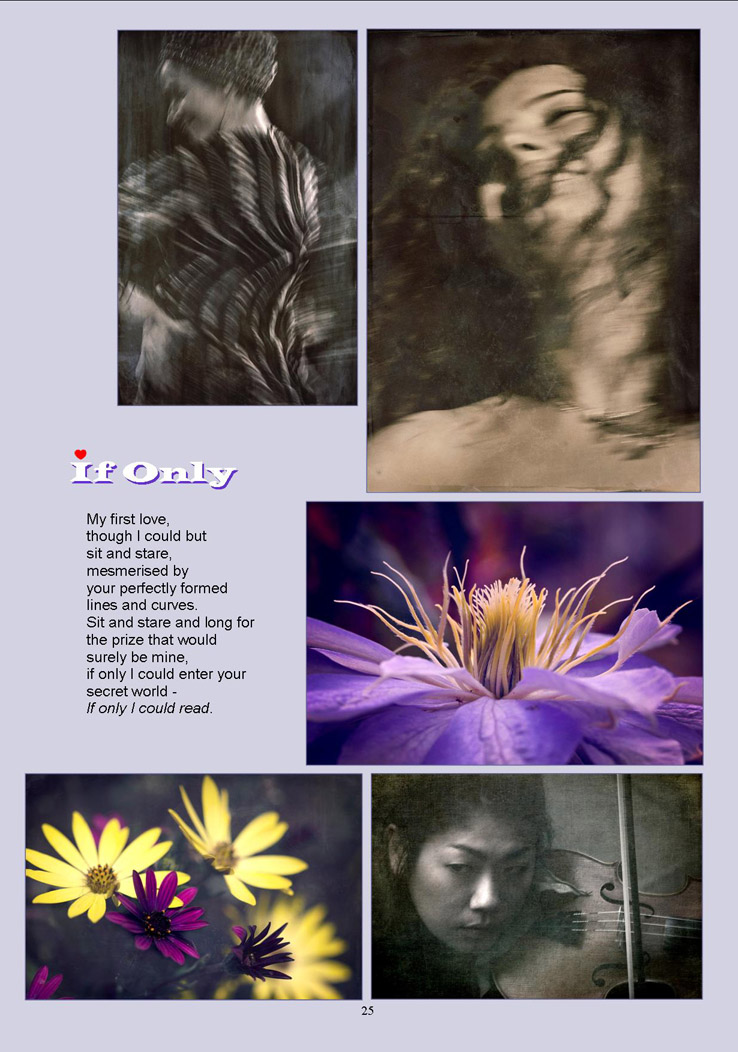 If Only
My first love,
though I could but
sit and stare,
mesmerised by
your perfectly formed
lines and curves.
Sit and stare and long for
the prize that would
surely be mine,
if only I could enter your
secret world -
If only I could read.
25